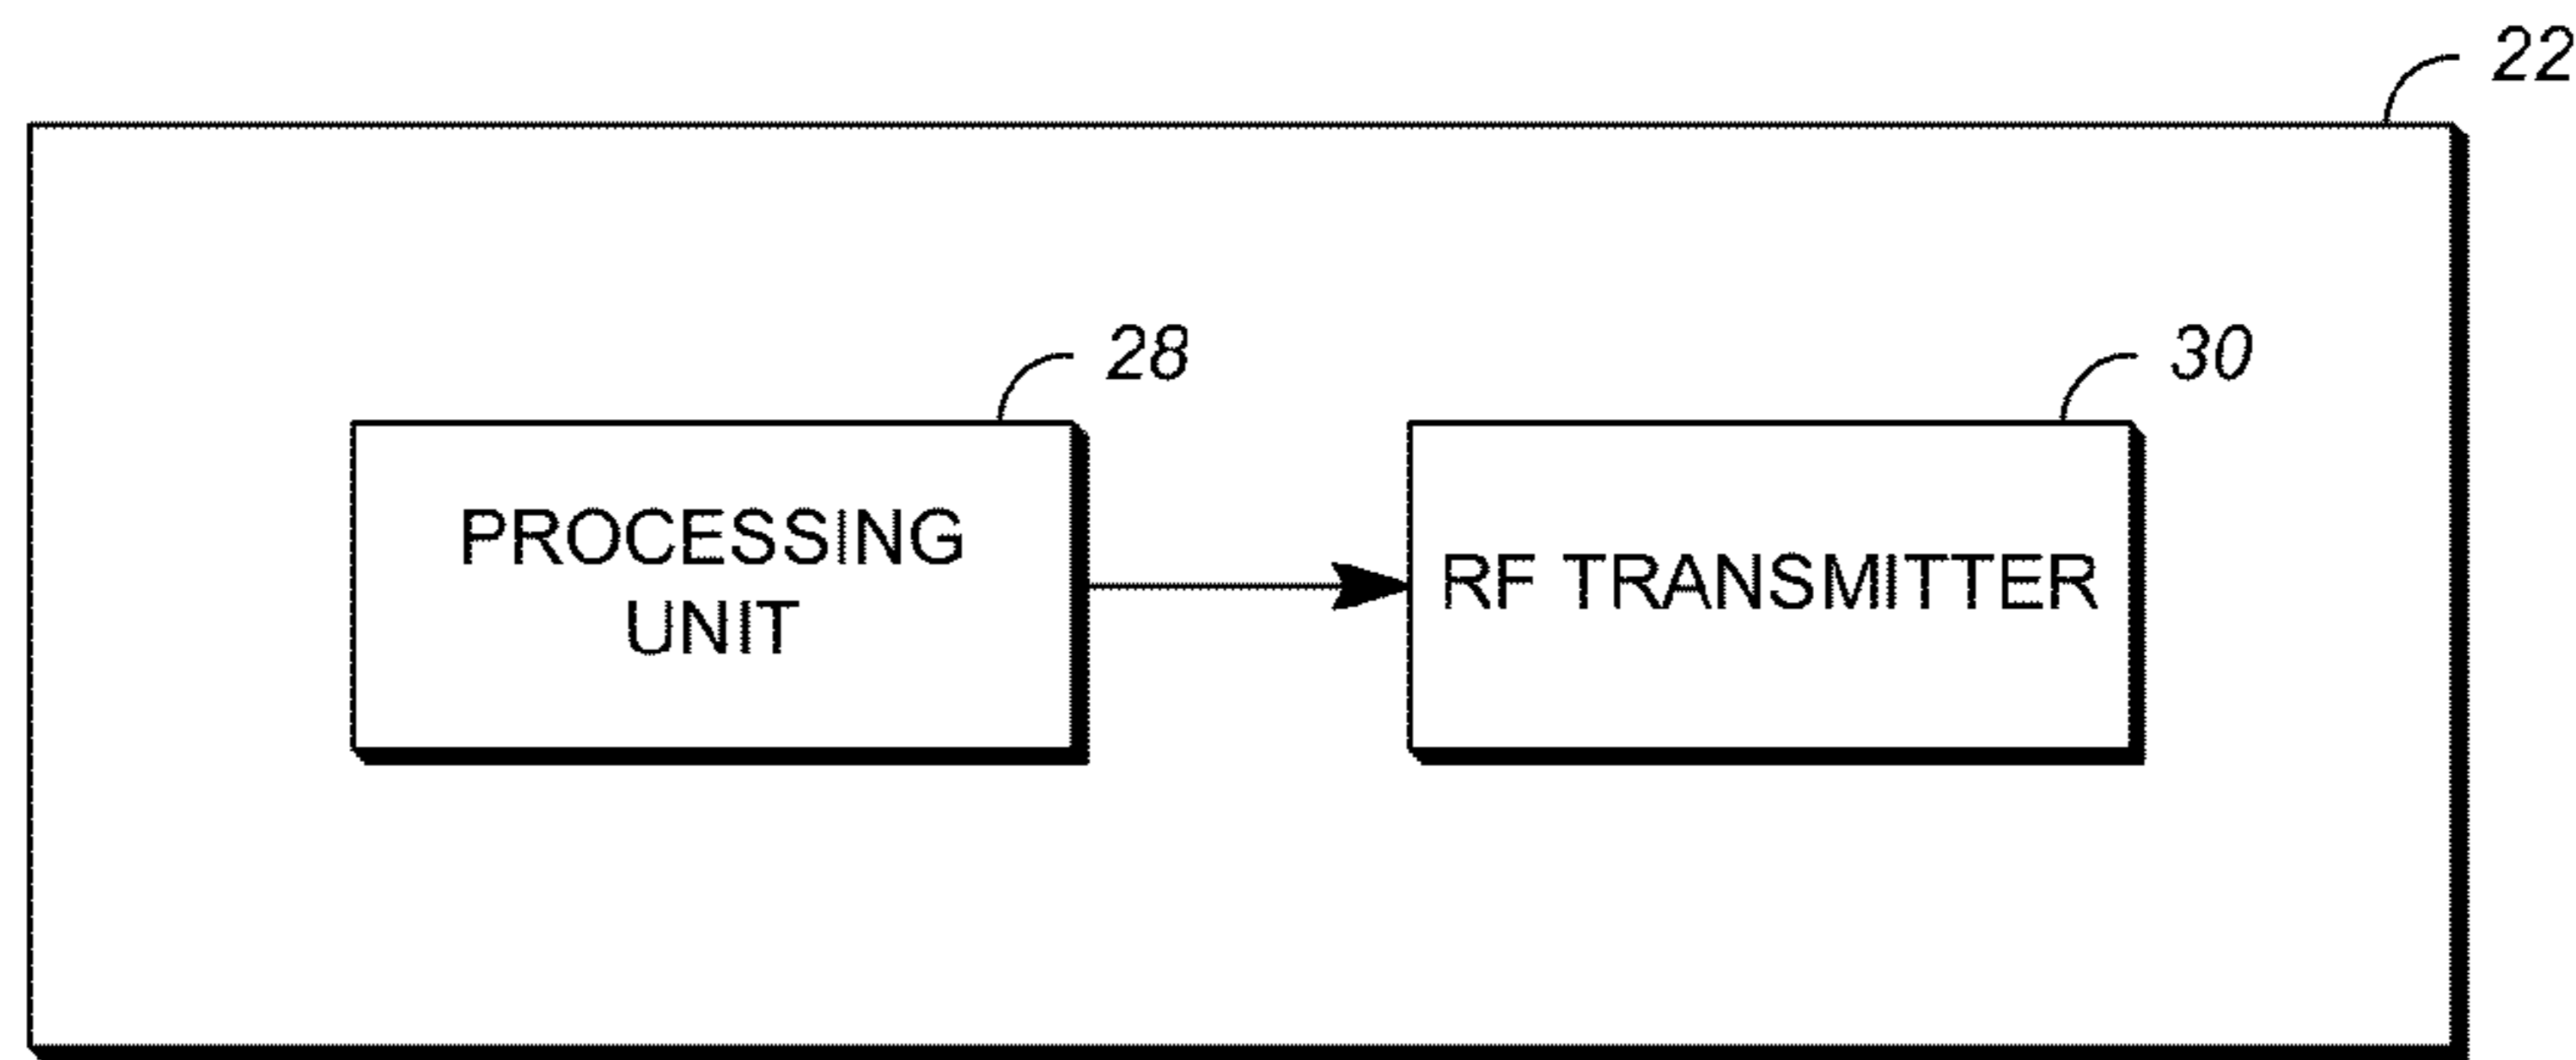 22
28
30
PROCESSING
UNIT
RF TRANSMITTER